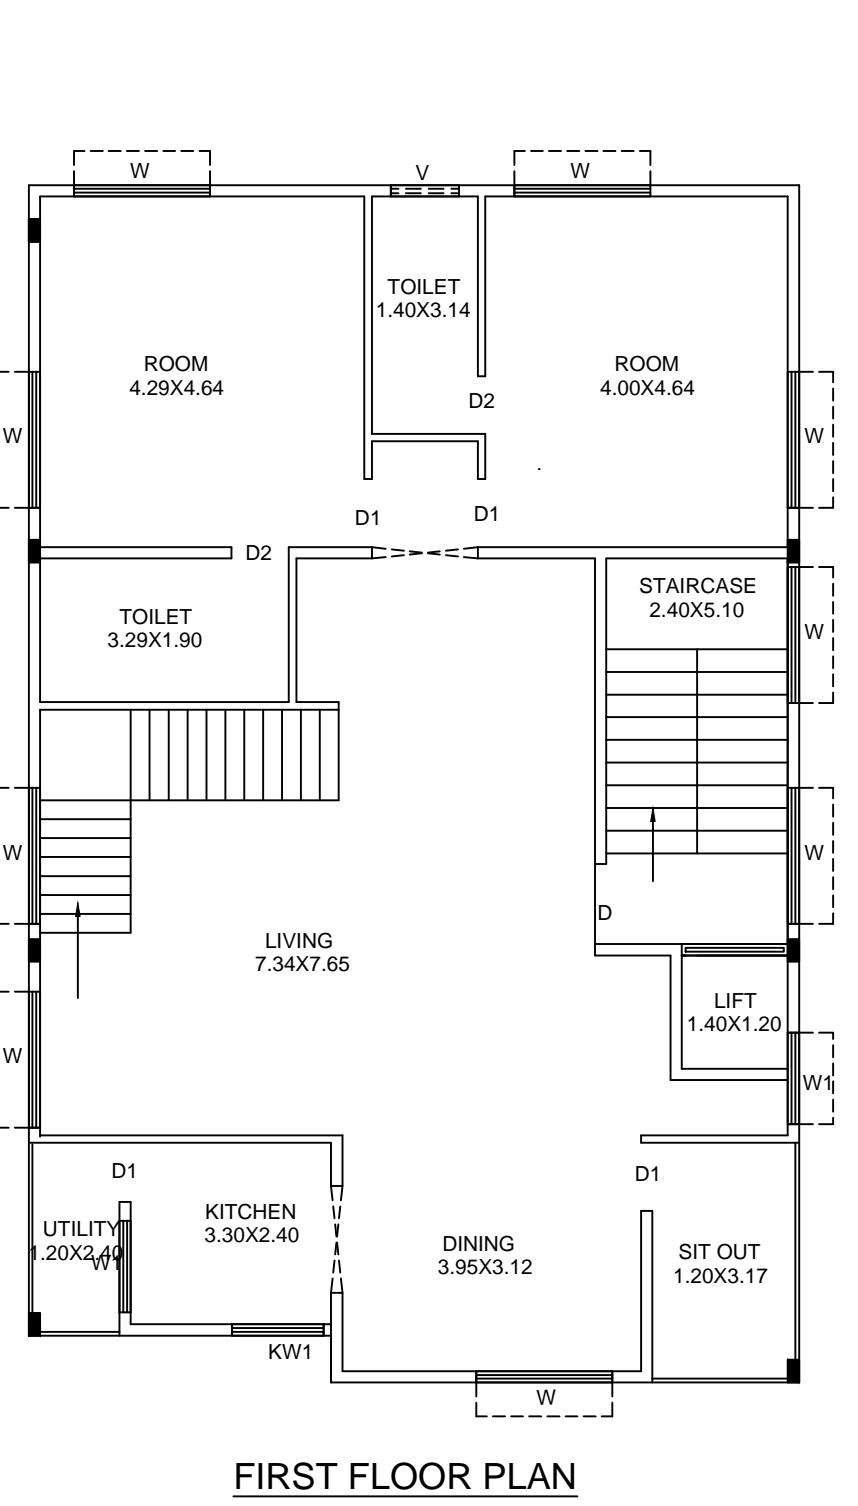 W
V
W
TOILET
1.40X3.14
ROOM
4.29X4.64
ROOM
4.00X4.64
D2
W
W
D1
D1
D2
STAIRCASE
2.40X5.10
TOILET
3.29X1.90
W
W
W
D
LIVING
7.34X7.65
LIFT
1.40X1.20
W
W1
D1
D1
KITCHEN
3.30X2.40
UTILITY
1.20X2.40
W1
DINING
3.95X3.12
SIT OUT
1.20X3.17
KW1
W
FIRST FLOOR PLAN